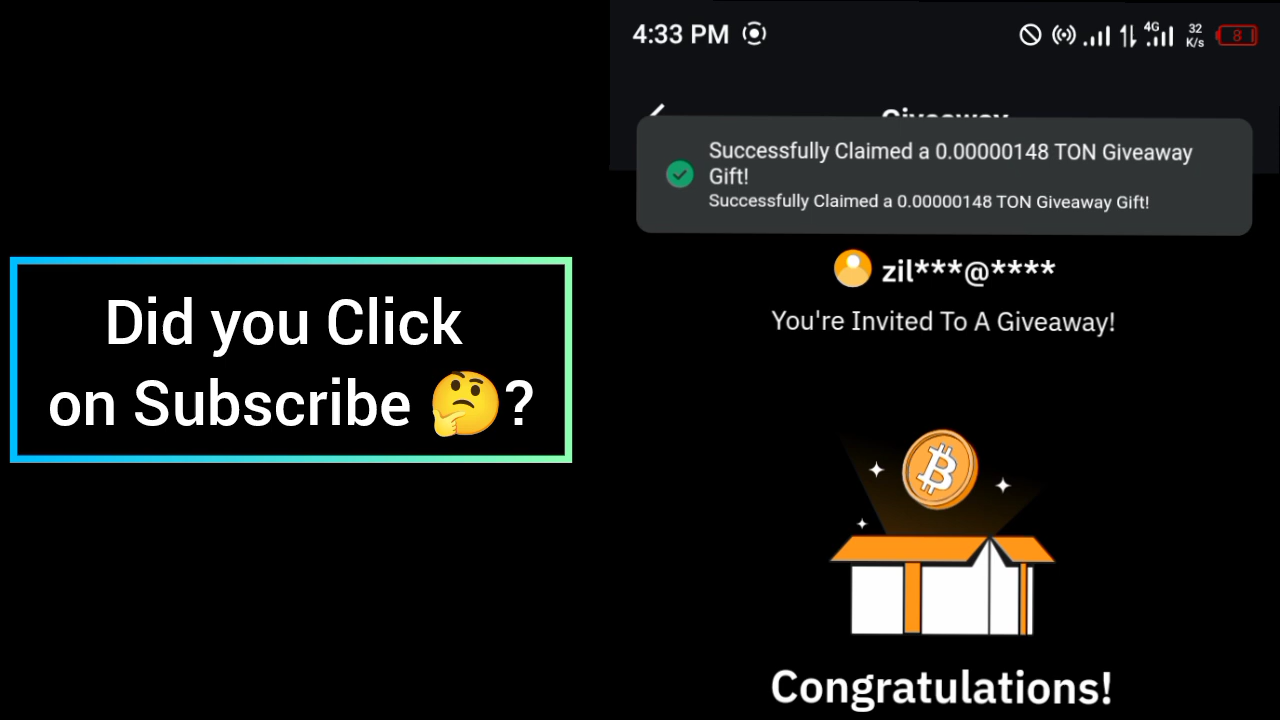 Did you Click
on Subscribe 🤔?
4:33 PM
4G
32
K/s
8
Giveaway
Successfully Claimed a 0.00000148 TON Giveaway
Gift!
Successfully Claimed a 0.00000148 TON Giveaway Gift!
zil***@****
You're Invited To A Giveaway!
Congratulations!